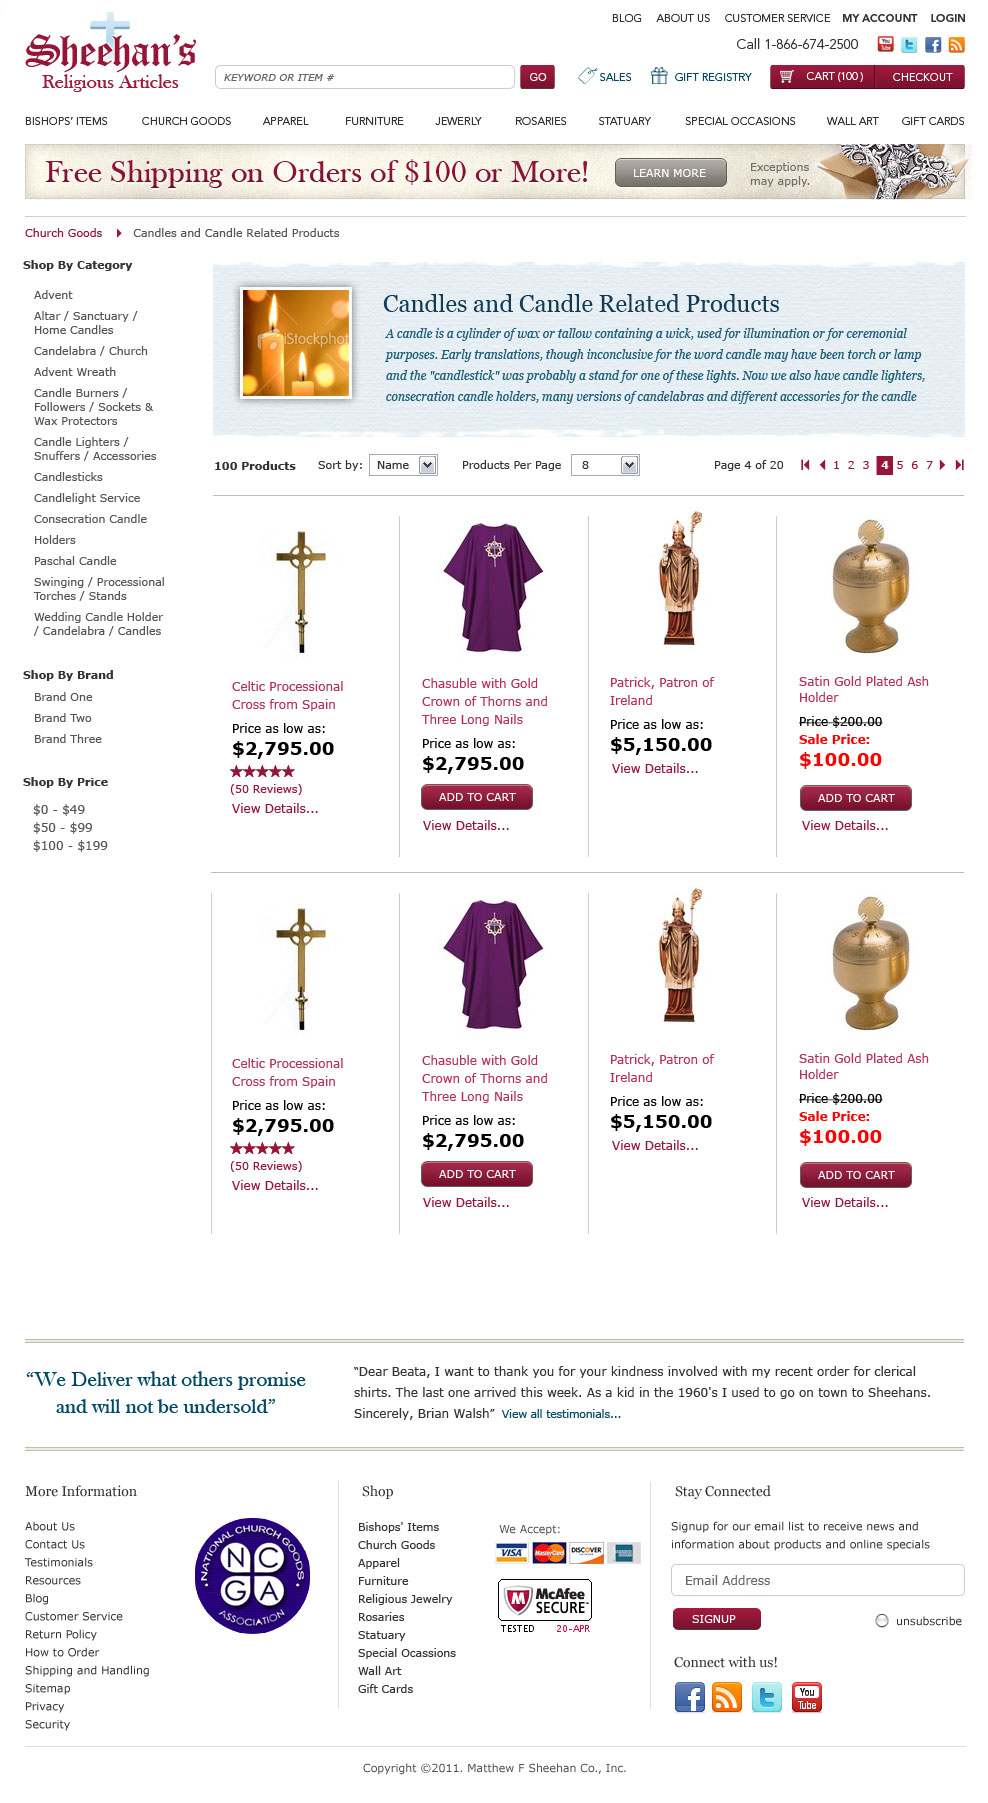 BLOG ABOUT US CUSTOMER SERVICE MY ACCOUNT LOGIN
Sheehan's
Religious Articles
Call 1-866-674-2500 You Tube
KEYWORD OR ITEM # GO SALES GIFT REGISTRY CART (100) CHECKOUT
BISHOPS' ITEMS CHURCH GOODS APPAREL FURNITURE JEWERLY ROSARIES STATUARY SPECIAL OCCASIONS WALL ART GIFT CARDS
Free Shipping on Orders of $100 or More! LEARN MORE Exceptions
may apply.
Church Goods Candles and Candle Related Products
Shop By Category
Advent
Altar / Sanctuary /
Home Candles
Candelabra / Church
Advent Wreath
Candle Burners /
Followers / Sockets &
Wax Protectors
Candle Lighters /
Snuffers / Accessories
Candlesticks
Candlelight Service
Consecration Candle
Holders
Paschal Candle
Swinging / Processional
Torches / Stands
Wedding Candle Holder
/ Candelabra / Candles
Shop By Brand
Brand One
Brand Two
Brand Three
Shop By Price
$0 - $49
$50 - $99
$100 - $199
iStockphot
Candles and Candle Related Products
A candle is a cylinder of wax or tallow containing a wick, used for illumination or for ceremonial
purposes. Early translations, though inconclusive for the word candle may have been torch or lamp
and the "candlestick" was probably a stand for one of these lights. Now we also have candle lighters,
consecration candle holders, many versions of candelabras and different accessories for the candle
100 Products Sort by: Name Products Per Page 8 Page 4 of 20 1 2 3 4 5 6 7
Celtic Processional
Cross from Spain
Price as low as:
$2,795.00
(50 Reviews)
View Details...
Chasuble with Gold
Crown of Thorns and
Three Long Nails
Price as low as:
$2,795.00
ADD TO CART
View Details...
Patrick, Patron of
Ireland
Price as low as:
$5,150.00
View Details...
Satin Gold Plated Ash
Holder
Price $200.00
Sale Price:
$100.00
ADD TO CART
View Details...
Celtic Processional
Cross from Spain
Price as low as:
$2,795.00
(50 Reviews)
View Details...
Chasuble with Gold
Crown of Thorns and
Three Long Nails
Price as low as:
$2,795.00
ADD TO CART
View Details...
Patrick, Patron of
Ireland
Price as low as:
$5,150.00
View Details...
Satin Gold Plated Ash
Holder
Price $200.00
Sale Price:
$100.00
ADD TO CART
View Details...
“We Deliver what others promise
and will not be undersold”
“Dear Beata, I want to thank you for your kindness involved with my recent order for clerical
shirts. The last one arrived this week. As a kid in the 1960's I used to go on town to Sheehans.
Sincerely, Brian Walsh” View all testimonials...
More Information
About Us
Contact Us
Testimonials
Resources
Blog
Customer Service
Return Policy
How to Order
Shipping and Handling
Sitemap
Privacy
Security
NATIONAL CHURCH GOODS
NC
GA
ASSOCIATION
Shop
Bishops' Items
Church Goods
Apparel
Furniture
Religious Jewelry
Rosaries
Statuary
Special Ocassions
Wall Art
Gift Cards
We Accept:
VISA MasterCard DISCOVER
McAfee
SECURE
TESTED 20-APR
Stay Connected
Signup for our email list to receive news and
information about products and online specials
Email Address
SIGNUP unsubscribe
Connect with us!
You
Tube
Copyright ©2011. Matthew F Sheehan Co., Inc.